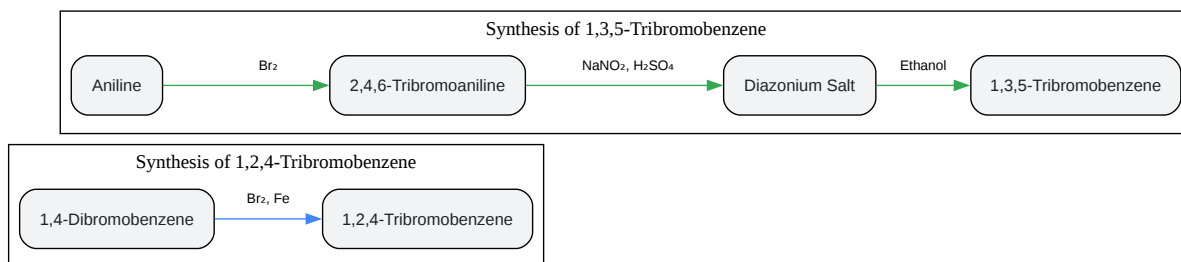 Synthesis of 1,3,5-Tribromobenzene
Aniline
Br₂
2,4,6-Tribromoaniline
NaNO₂, H₂SO₄
Diazonium Salt
Ethanol
1,3,5-Tribromobenzene
Synthesis of 1,2,4-Tribromobenzene
1,4-Dibromobenzene
Br₂, Fe
1,2,4-Tribromobenzene